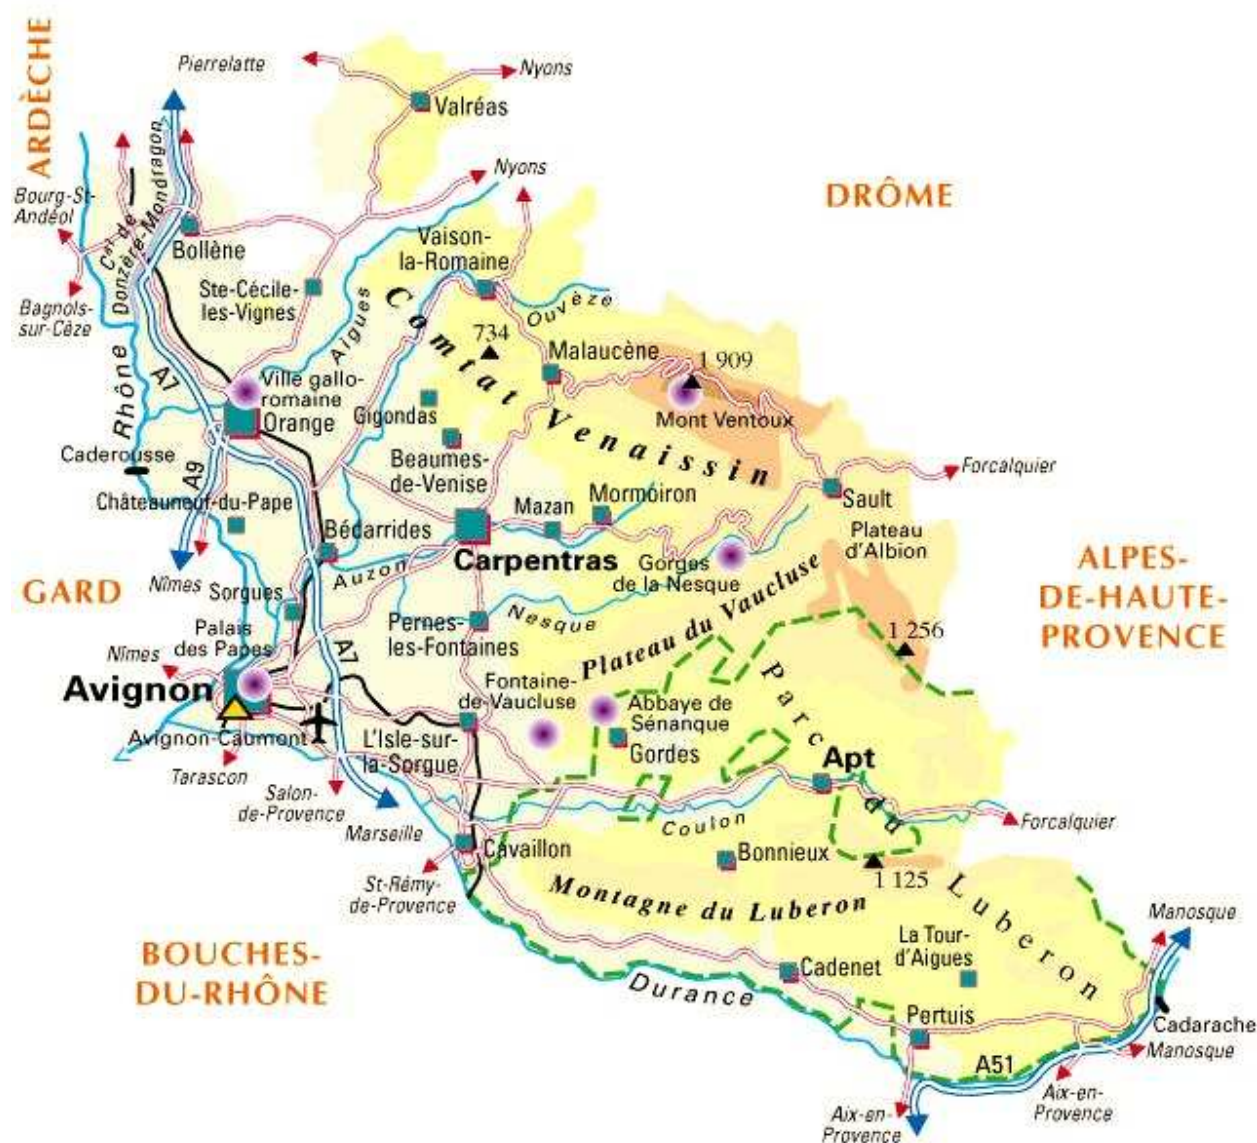 ARDÈCHE
Pierrelatte
Nyons
Valréas
Nyons
DRÔME
Bourg-St-
Andéol
Cal de
Donzère-Mondragon
Bollène
Vaison-
la-Romaine
Ste-Cécile-
les-Vignes
Bagnols-
sur-Cèze
Aigues
Ouvèze
Comtat Venaissin
734
Malaucène
1 909
Mont Ventoux
Rhône
A7
Ville gallo-
romaine
Orange
Gigondas
Caderousse
Beaumes-
de-Venise
A9
Forcalquier
Sault
Châteauneuf-du-Pape
Bédarrides
Mazan
Mormoiron
Plateau
d'Albion
Carpentras
Gorges
de la Nesque
Auzon
Nîmes
GARD
ALPES-
DE-HAUTE-
PROVENCE
Sorgues
Palais
des Papes
Pernes-
les-Fontaines
Nesque
Plateau du Vaucluse
1 256
Nîmes
A7
Avignon
Fontaine-
de-Vaucluse
Abbaye de
Sénanque
Gordes
Parc du Luberon
Avignon-Caumont
L'Isle-sur-
la-Sorgue
Apt
Tarascon
Salon-
de-Provence
Marseille
Coulon
Forcalquier
Cavaillon
Bonnieux
1 125
St-Rémy-
de-Provence
Montagne du Luberon
Manosque
La Tour-
d'Aigues
BOUCHES-
DU-RHÔNE
Cadenet
Durance
Pertuis
Cadarache
A51
Manosque
Aix-en-
Provence
Aix-en-
Provence